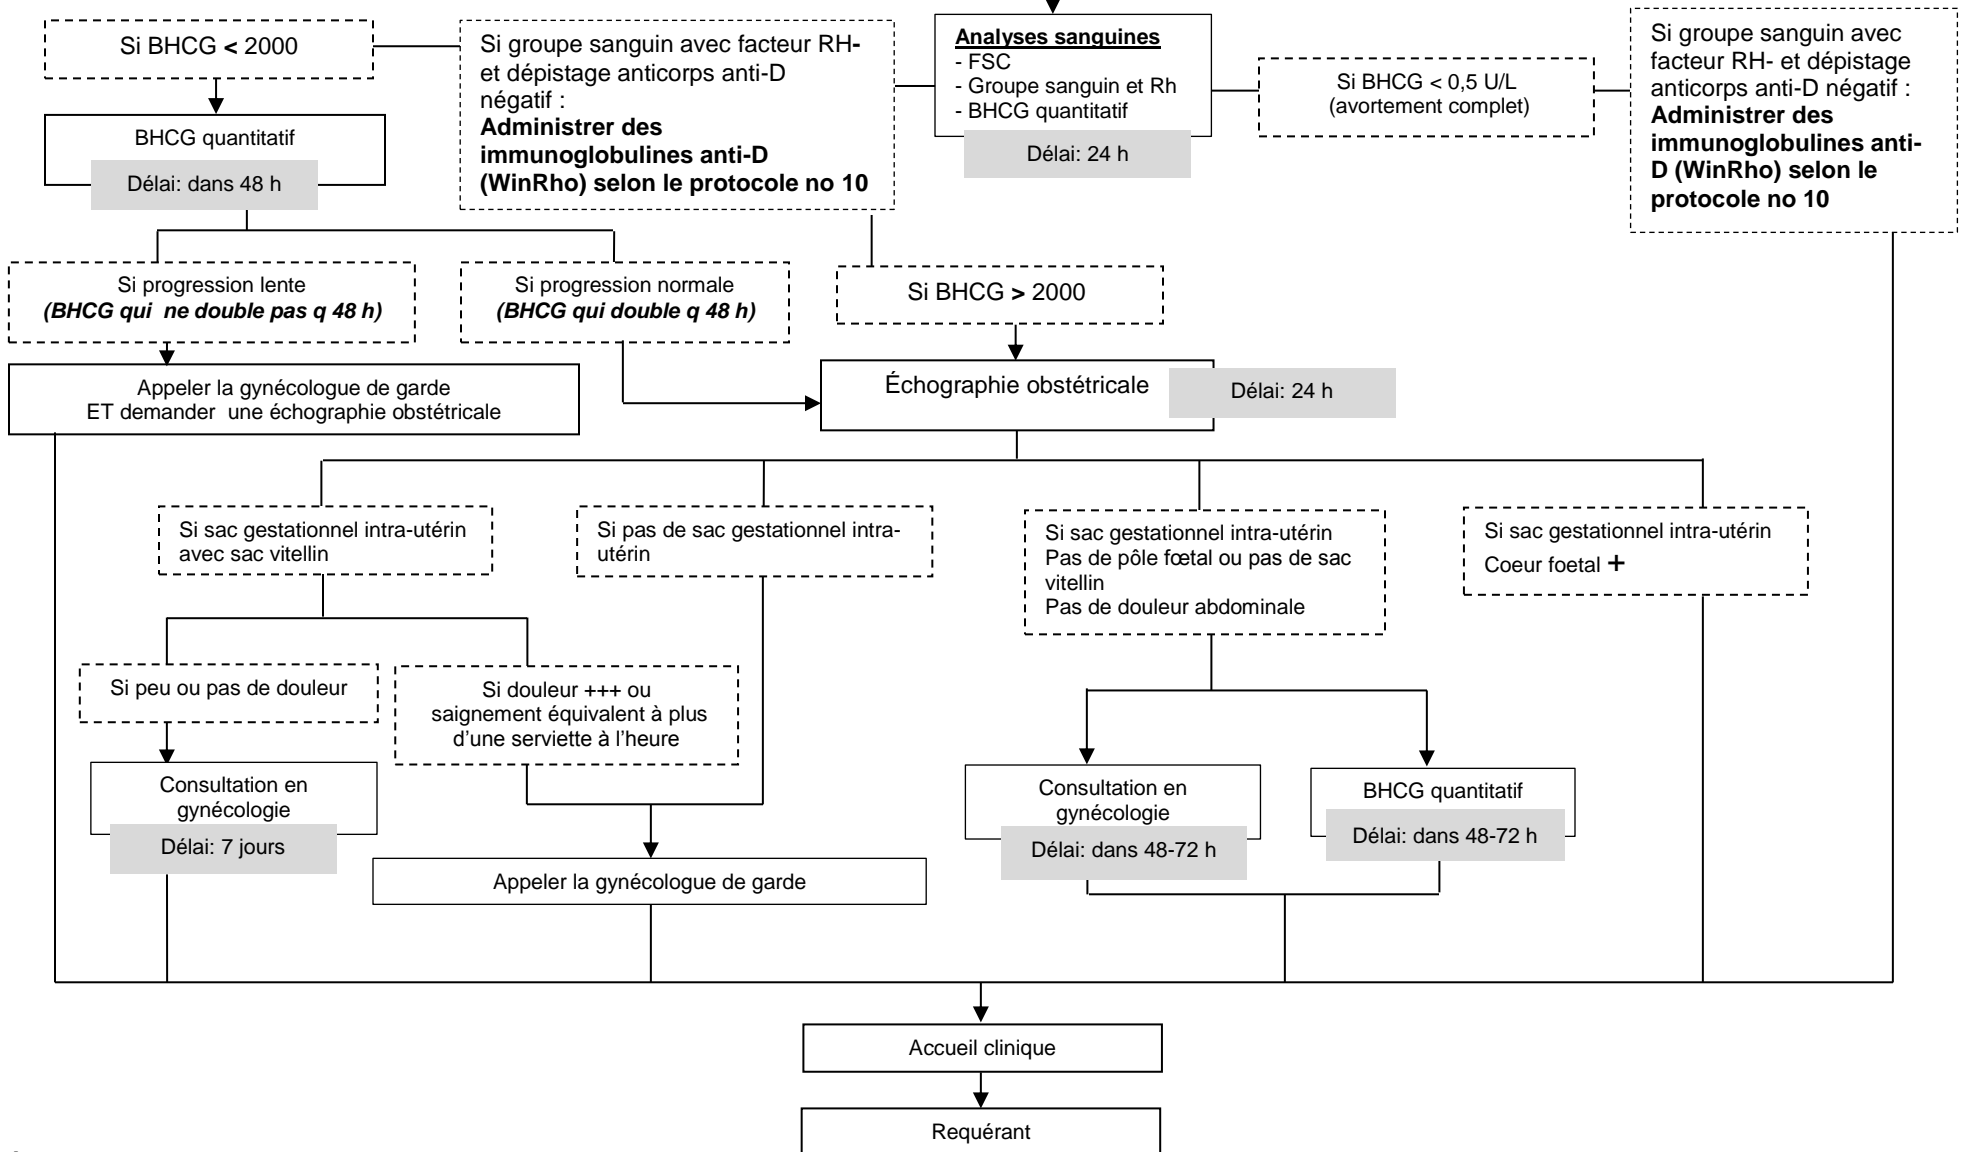 Si BHCG < 2000
Si groupe sanguin avec facteur RH-
et dépistage anticorps anti-D
négatif :
Administrer des
immunoglobulines anti-D
(WinRho) selon le protocole no 10
Analyses sanguines
- FSC
- Groupe sanguin et Rh
- BHCG quantitatif
Délai: 24 h
Si BHCG < 0,5 U/L
(avortement complet)
Si groupe sanguin avec
facteur RH- et dépistage
anticorps anti-D négatif :
Administrer des
immunoglobulines anti-
D (WinRho) selon le
protocole no 10
BHCG quantitatif
Délai: dans 48 h
Si progression lente
(BHCG qui  ne double pas q 48 h)
Si progression normale
(BHCG qui double q 48 h)
Si BHCG > 2000
Appeler la gynécologue de garde
ET demander  une échographie obstétricale
Échographie obstétricale
Délai: 24 h
Si sac gestationnel intra-utérin
avec sac vitellin
Si pas de sac gestationnel intra-
utérin
Si sac gestationnel intra-utérin
Pas de pôle fœtal ou pas de sac
vitellin
Pas de douleur abdominale
Si sac gestationnel intra-utérin
Coeur foetal +
Si peu ou pas de douleur
Si douleur +++ ou
saignement équivalent à plus
d’une serviette à l’heure
Consultation en
gynécologie
Délai: 7 jours
Appeler la gynécologue de garde
Consultation en
gynécologie
Délai: dans 48-72 h
BHCG quantitatif
Délai: dans 48-72 h
Accueil clinique
Requérant